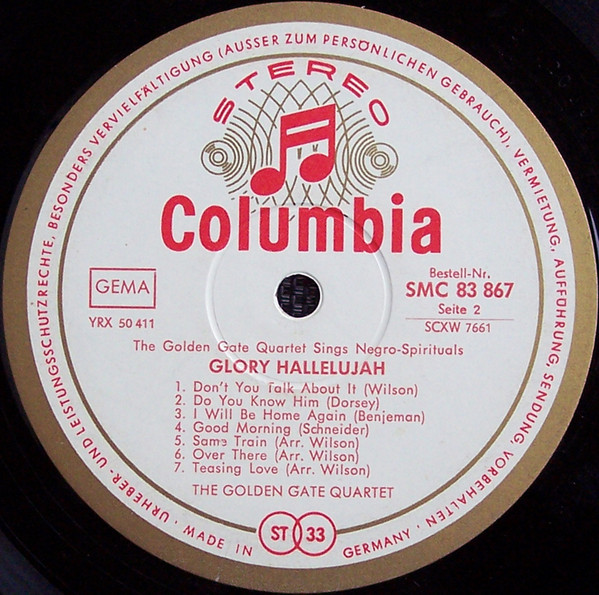 URHEBER- UND LEISTUNGSSCHUTZRECHTE, BESONDERS VERVIELFÄLTIGUNG (AUSSER ZUM PERSÖNLICHEN GEBRAUCH), VERMIETUNG, AUFFÜHRUNG, SENDUNG, VORBEHALTEN · GERMANY · MADE IN
STEREO
Columbia
GEMA
YRX 50 411
Bestell-Nr.
SMC 83 867
Seite 2
SCXW 7661
The Golden Gate Quartet Sings Negro-Spirituals
GLORY HALLELUJAH
1. Don't You Talk About It (Wilson)
2. Do You Know Him (Dorsey)
3. I Will Be Home Again (Benjeman)
4. Good Morning (Schneider)
5. Same Train (Arr. Wilson)
6. Over There (Arr. Wilson)
7. Teasing Love (Arr. Wilson)
THE GOLDEN GATE QUARTET
ST 33